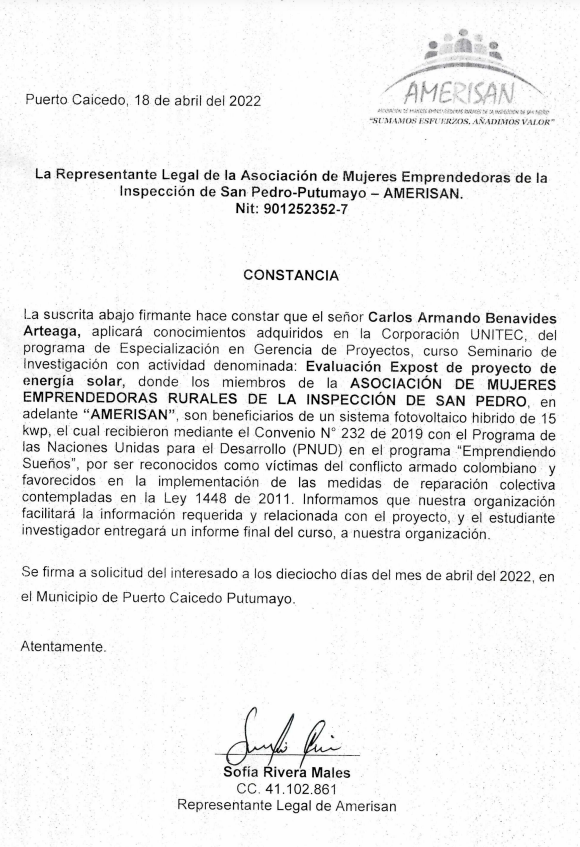 AMERISAN
ASOCIACIÓN DE MUJERES EMPRENDEDORAS RURALES DE LA INSPECCIÓN DE SAN PEDRO
"SUMAMOS ESFUERZOS, AÑADIMOS VALOR"
Puerto Caicedo, 18 de abril del 2022
La Representante Legal de la Asociación de Mujeres Emprendedoras de la
Inspección de San Pedro-Putumayo – AMERISAN.
Nit: 901252352-7
CONSTANCIA
La suscrita abajo firmante hace constar que el señor Carlos Armando Benavides
Arteaga, aplicará conocimientos adquiridos en la Corporación UNITEC, del
programa de Especialización en Gerencia de Proyectos, curso Seminario de
Investigación con actividad denominada: Evaluación Expost de proyecto de
energía solar, donde los miembros de la ASOCIACIÓN DE MUJERES
EMPRENDEDORAS RURALES DE LA INSPECCIÓN DE SAN PEDRO, en
adelante "AMERISAN", son beneficiarios de un sistema fotovoltaico hibrido de 15
kwp, el cual recibieron mediante el Convenio N° 232 de 2019 con el Programa de
las Naciones Unidas para el Desarrollo (PNUD) en el programa "Emprendiendo
Sueños", por ser reconocidos como víctimas del conflicto armado colombiano y
favorecidos en la implementación de las medidas de reparación colectiva
contempladas en la Ley 1448 de 2011. Informamos que nuestra organización
facilitará la información requerida y relacionada con el proyecto, y el estudiante
investigador entregará un informe final del curso, a nuestra organización.
Se firma a solicitud del interesado a los dieciocho días del mes de abril del 2022, en
el Municipio de Puerto Caicedo Putumayo.
Atentamente.
Sofía Rivera Males
CC. 41.102.861
Representante Legal de Amerisan